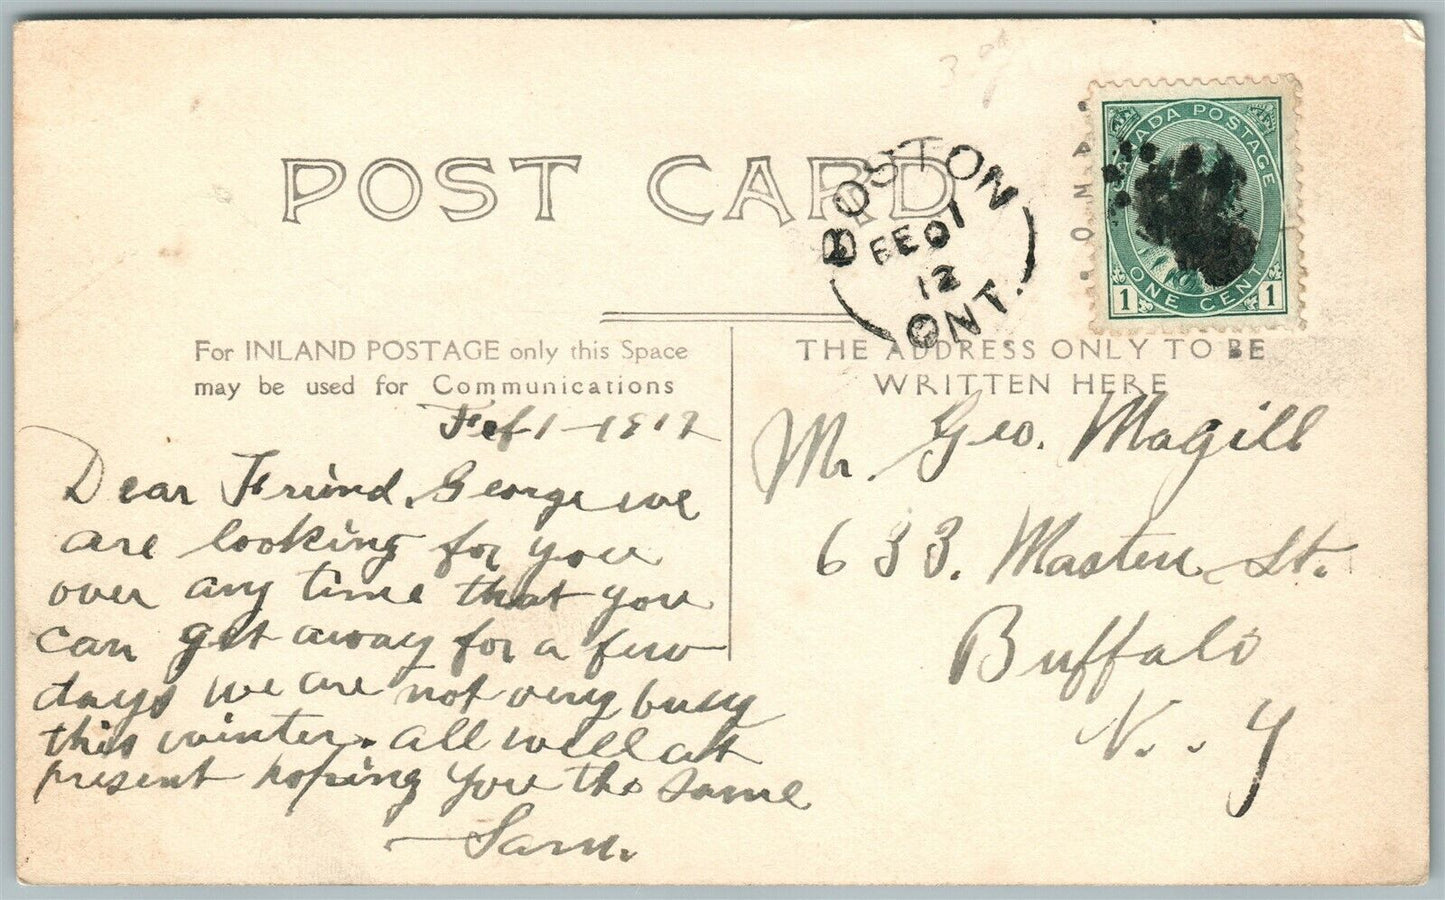 POST CARD
BOSTON
FE 01
12
ONT.
ONA
CANADA POSTAGE
1 ONE CENT 1
For INLAND POSTAGE only this Space
may be used for Communications
THE ADDRESS ONLY TO BE
WRITTEN HERE
Feb 1 - 1912
Dear Friend, George we
are looking for you
over any time that you
can get away for a few
days we are not very busy
this winter. all well at
present hoping you the same
- Sam.
Mr. Geo. Magill
633. Masten St.
Buffalo
N.. Y